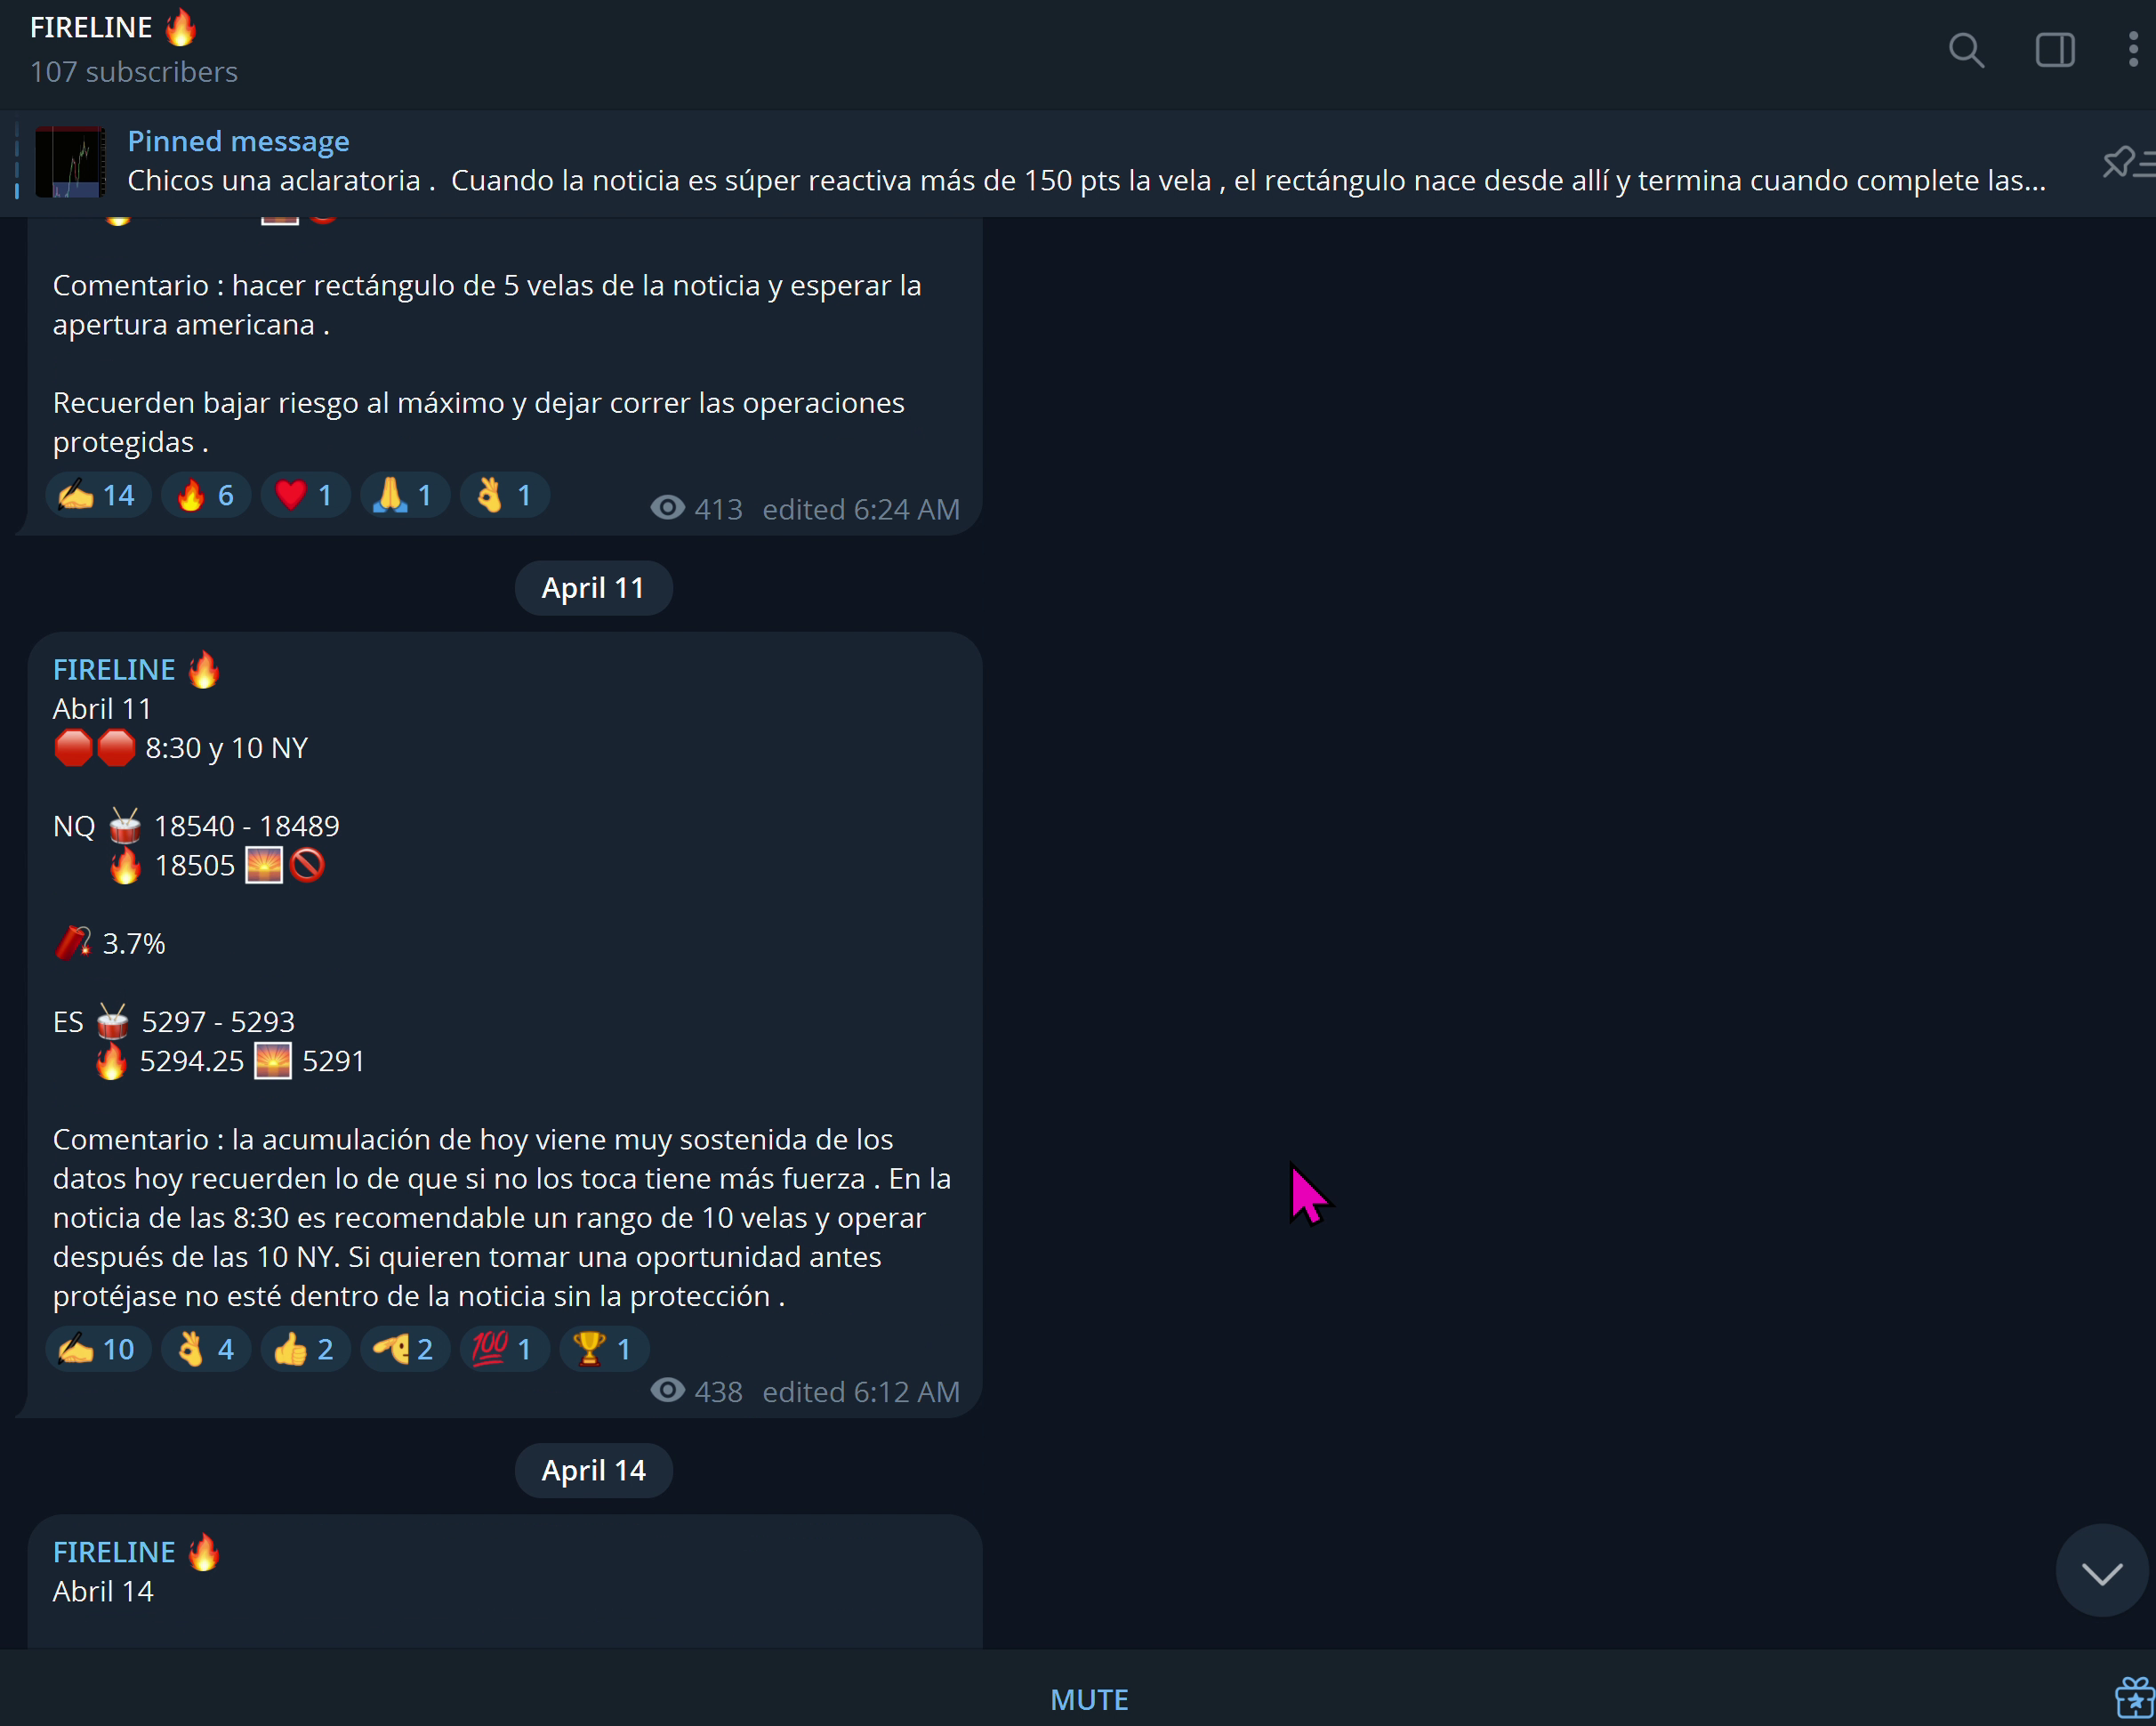 FIRELINE 🔥
107 subscribers
Pinned message
Chicos una aclaratoria .  Cuando la noticia es súper reactiva más de 150 pts la vela , el rectángulo nace desde allí y termina cuando complete las...
Comentario : hacer rectángulo de 5 velas de la noticia y esperar la
apertura americana .
Recuerden bajar riesgo al máximo y dejar correr las operaciones
protegidas .
✍️ 14 🔥 6 ❤️ 1 🙏 1 👌 1
413 edited 6:24 AM
April 11
FIRELINE 🔥
Abril 11
🛑🛑 8:30 y 10 NY
NQ 🥁 18540 - 18489
🔥 18505 🌅🚫
🧨 3.7%
ES 🥁 5297 - 5293
🔥 5294.25 🌅 5291
Comentario : la acumulación de hoy viene muy sostenida de los
datos hoy recuerden lo de que si no los toca tiene más fuerza . En la
noticia de las 8:30 es recomendable un rango de 10 velas y operar
después de las 10 NY. Si quieren tomar una oportunidad antes
protéjase no esté dentro de la noticia sin la protección .
✍️ 10 👌 4 👍 2 🫡 2 💯 1 🏆 1
438 edited 6:12 AM
April 14
FIRELINE 🔥
Abril 14
MUTE